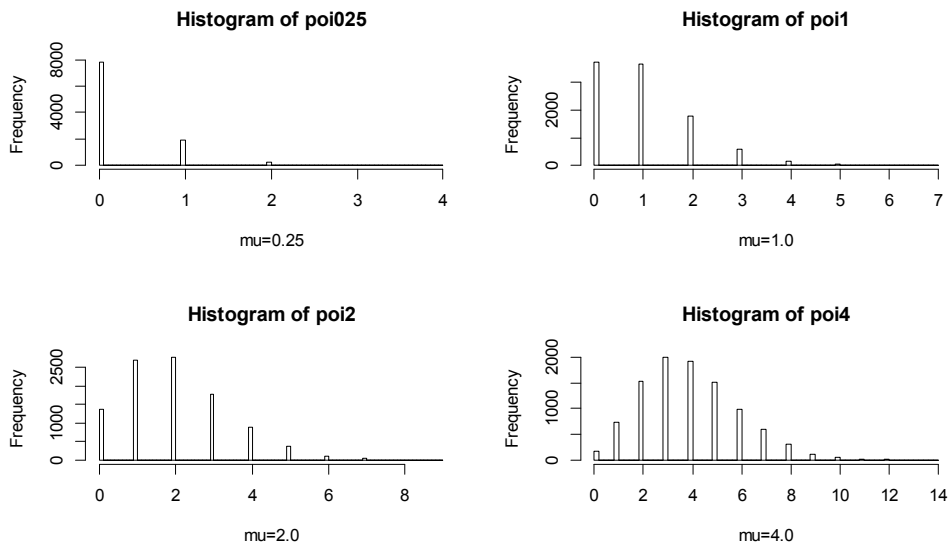 Histogram of poi025
Frequency
0 4000 8000
0 1 2 3 4
mu=0.25
Histogram of poi1
Frequency
0 2000
0 1 2 3 4 5 6 7
mu=1.0
Histogram of poi2
Frequency
0 1000 2500
0 2 4 6 8
mu=2.0
Histogram of poi4
Frequency
0 1000 2000
0 2 4 6 8 10 12 14
mu=4.0